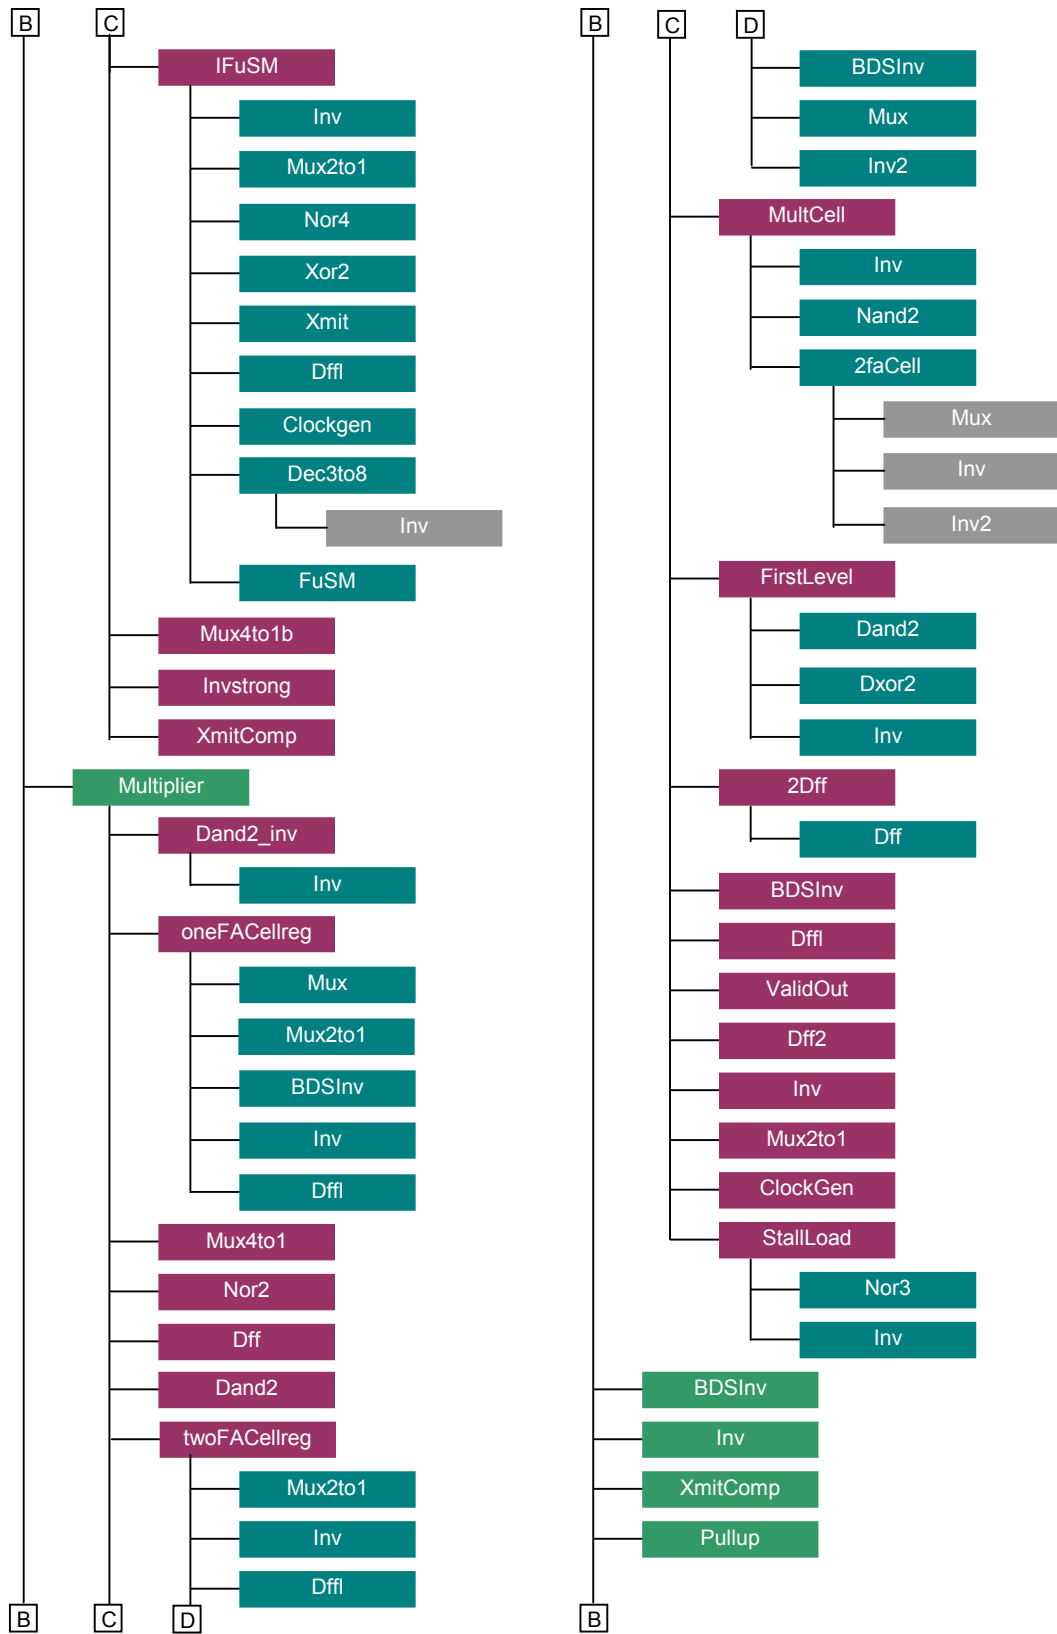 B
C
IFuSM
Inv
Mux2to1
Nor4
Xor2
Xmit
Dffl
Clockgen
Dec3to8
Inv
FuSM
Mux4to1b
Invstrong
XmitComp
Multiplier
Dand2_inv
Inv
oneFACellreg
Mux
Mux2to1
BDSInv
Inv
Dffl
Mux4to1
Nor2
Dff
Dand2
twoFACellreg
Mux2to1
Inv
Dffl
B
C
D
B
C
D
BDSInv
Mux
Inv2
MultCell
Inv
Nand2
2faCell
Mux
Inv
Inv2
FirstLevel
Dand2
Dxor2
Inv
2Dff
Dff
BDSInv
Dffl
ValidOut
Dff2
Inv
Mux2to1
ClockGen
StallLoad
Nor3
Inv
BDSInv
Inv
XmitComp
Pullup
B